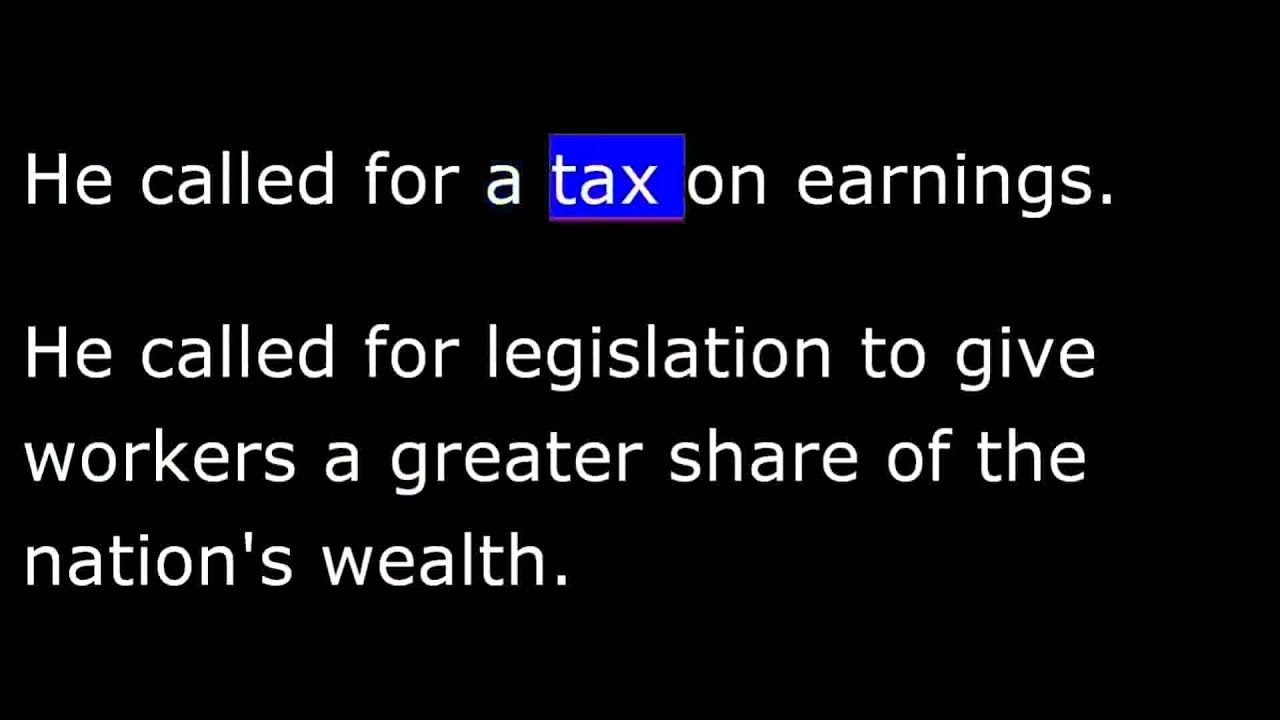 He called for a tax on earnings.
He called for legislation to give
workers a greater share of the
nation's wealth.